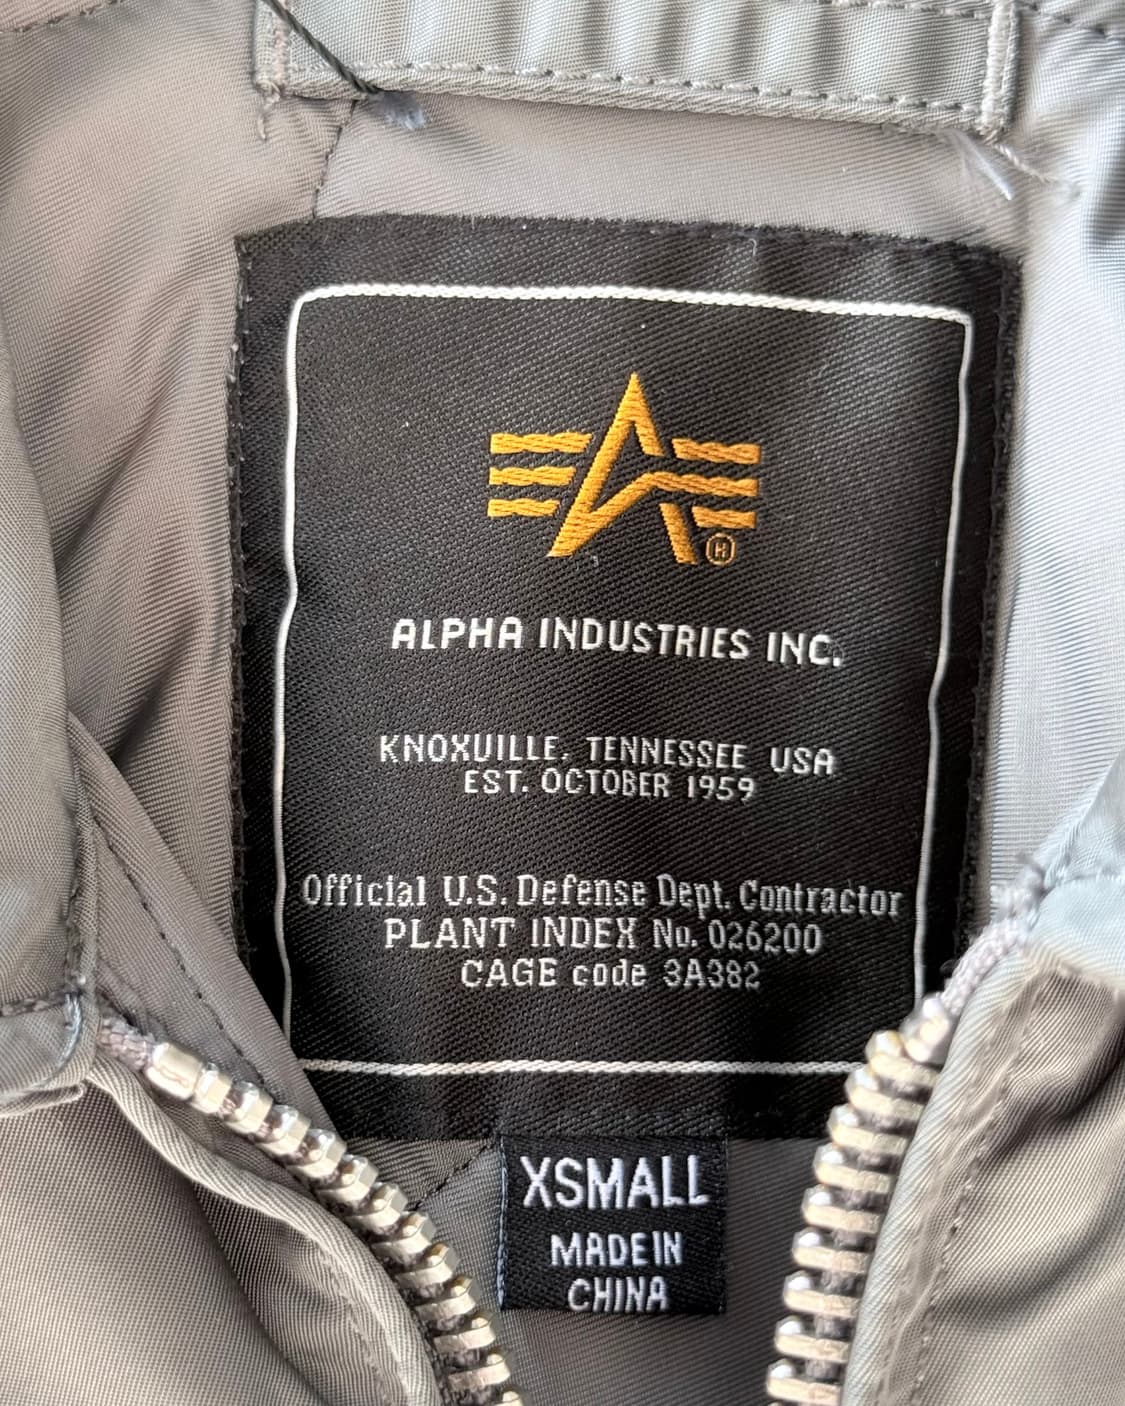 ®
ALPHA INDUSTRIES INC.
KNOXVILLE, TENNESSEE USA
EST. OCTOBER 1959
Official U.S. Defense Dept. Contractor
PLANT INDEX No. 026200
CAGE code 3A382
XSMALL
MADE IN
CHINA